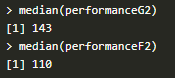 > median(performanceG2)
[1] 143
> median(performanceF2)
[1] 110